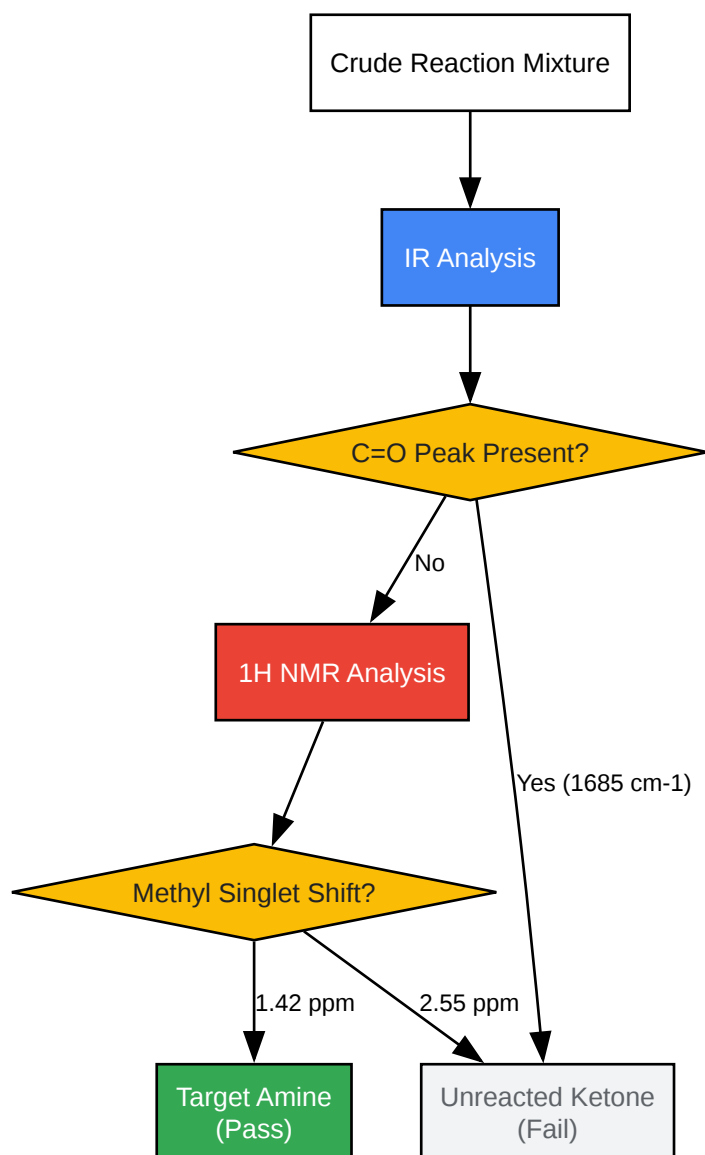 Crude Reaction Mixture
IR Analysis
C=O Peak Present?
No
1H NMR Analysis
Yes (1685 cm-1)
Methyl Singlet Shift?
1.42 ppm
2.55 ppm
Target Amine
(Pass)
Unreacted Ketone
(Fail)